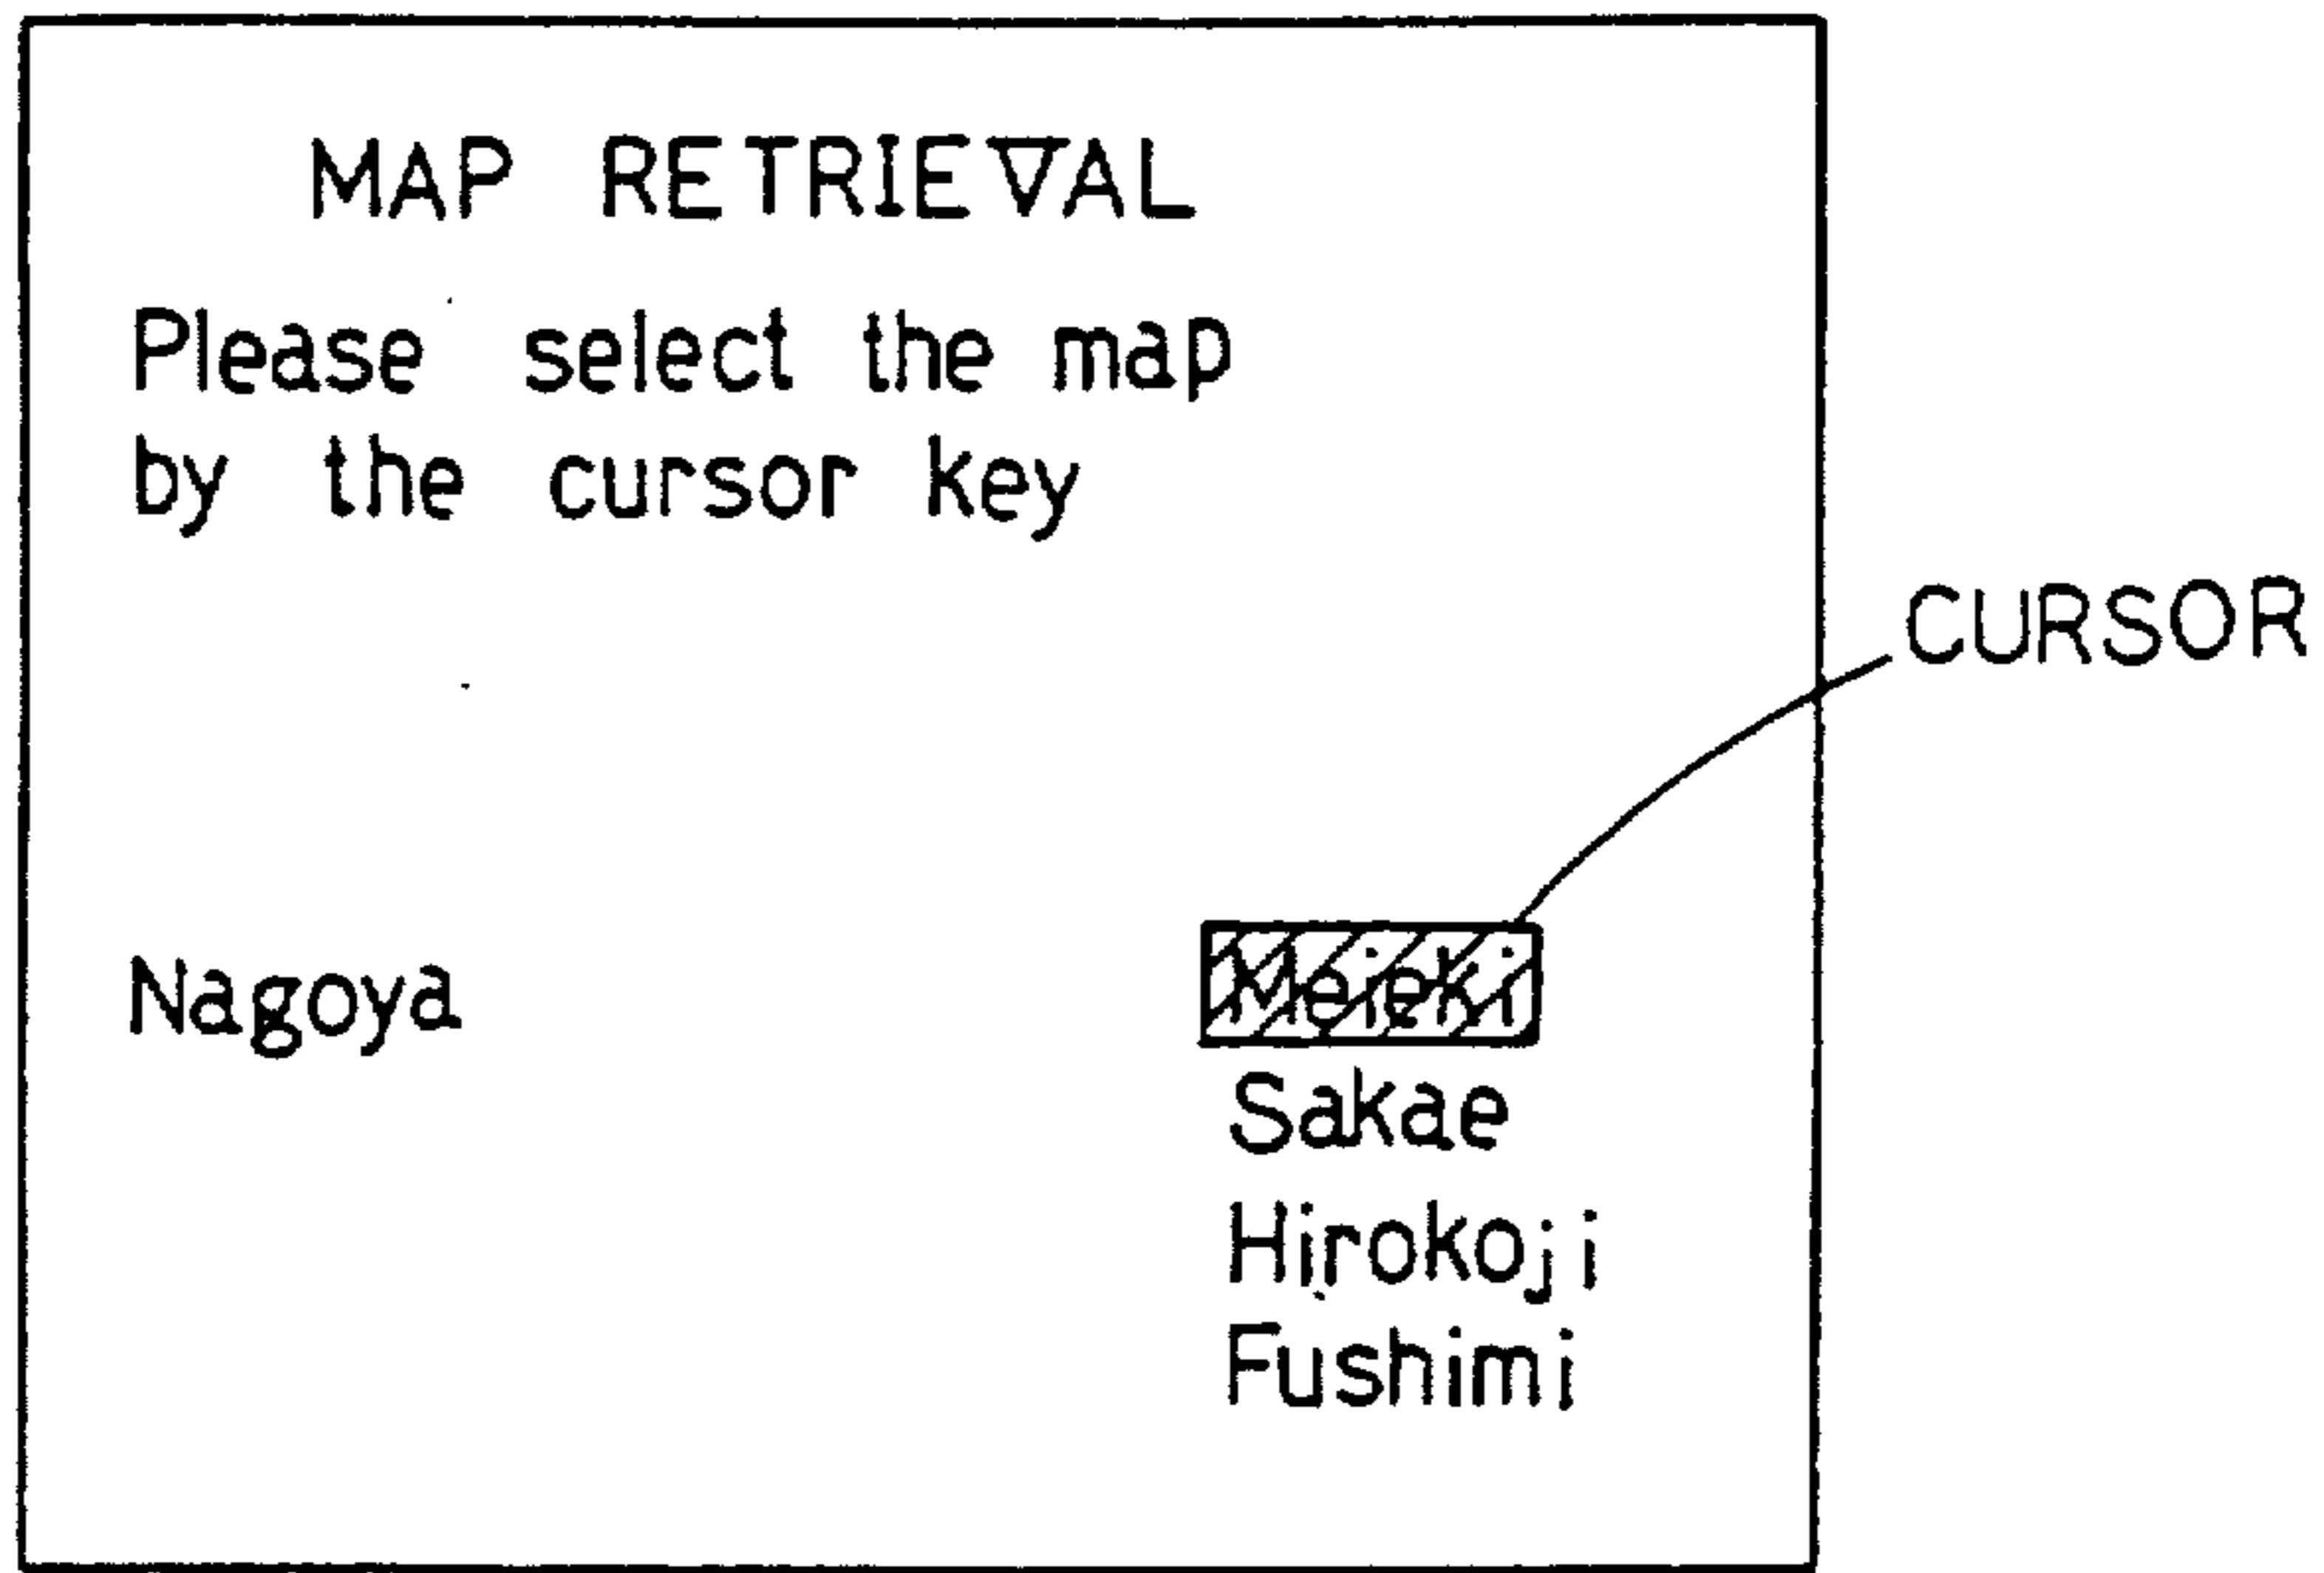 MAP RETRIEVAL
Please select the map
by the cursor key
CURSOR
Nagoya Meieki
Sakae
Hirokoji
Fushimi